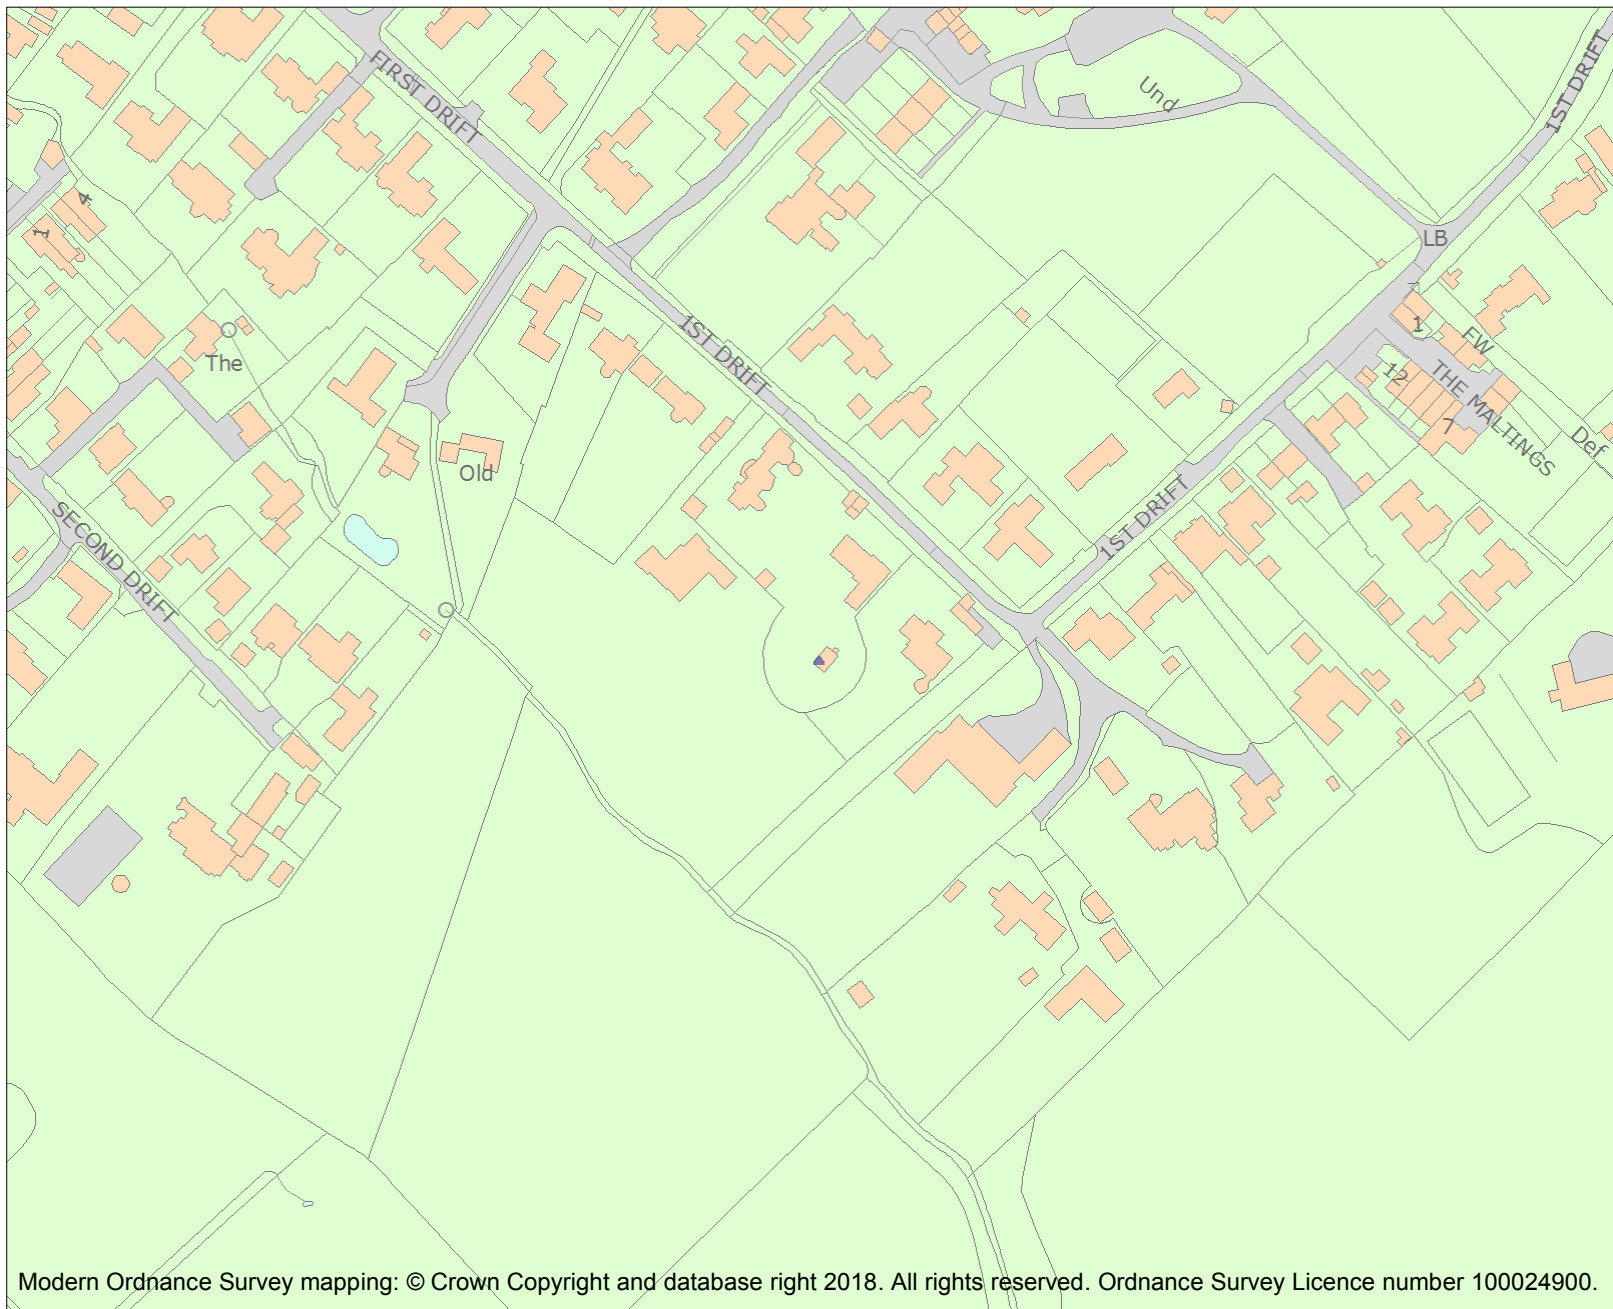 FIRST DRIFT
Und
1ST DRIFT
4
1
LB
1ST DRIFT
1
FW
The
12
THE MALTINGS
7
Def
Old
1ST DRIFT
SECOND DRIFT
Modern Ordnance Survey mapping: © Crown Copyright and database right 2018. All rights reserved. Ordnance Survey Licence number 100024900.